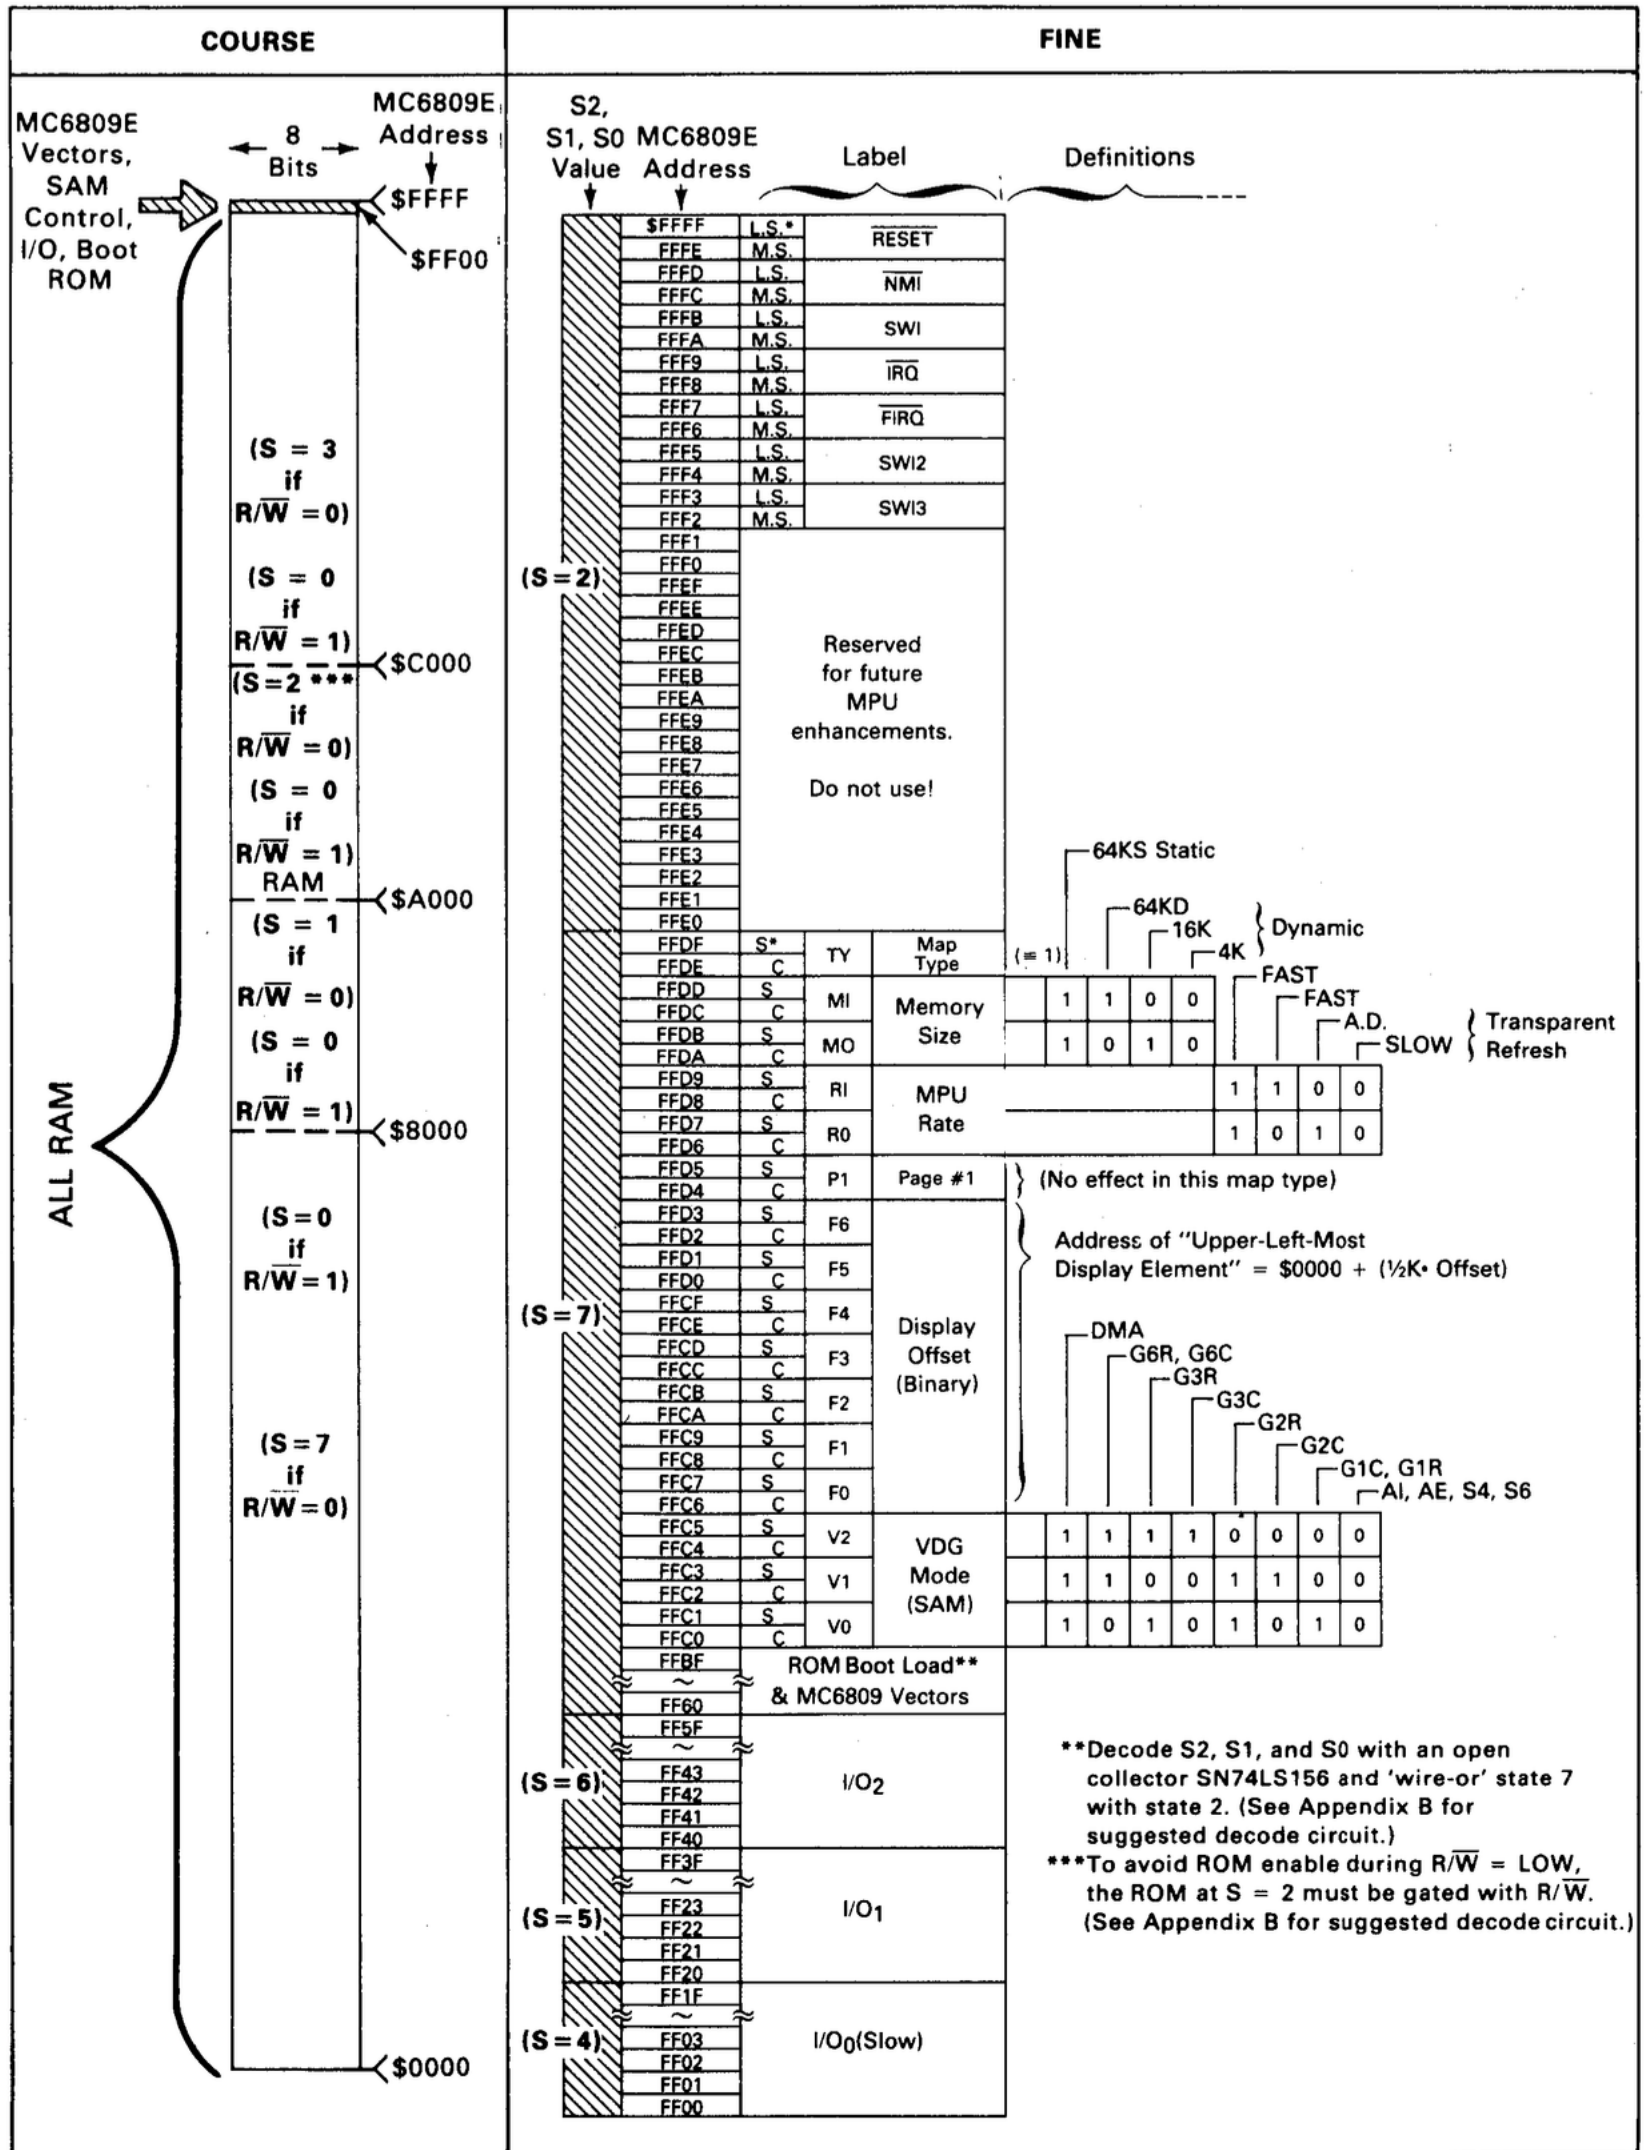 COURSE
FINE
MC6809E
Vectors,
SAM
Control,
I/O, Boot
ROM
8
Bits
MC6809E
Address
$FFFF
$FF00
(S = 3
if
R/W̅ =0)
(S = 0
if
R/W̅ = 1)
$C000
(S=2 ***
if
R/W̅ = 0)
(S = 0
if
R/W̅ = 1)
RAM
$A000
(S = 1
if
R/W̅ = 0)
(S = 0
if
R/W̅ = 1)
$8000
(S=0
if
R/W̅=1)
(S=7
if
R/W̅=0)
$0000
ALL RAM
S2,
S1, S0
Value
MC6809E
Address
Label
Definitions
(S=2)
$FFFF L.S.* R̅E̅S̅E̅T̅
FFFE M.S.
FFFD L.S. N̅M̅I̅
FFFC M.S.
FFFB L.S. SWI
FFFA M.S.
FFF9 L.S. I̅R̅Q̅
FFF8 M.S.
FFF7 L.S. F̅I̅R̅Q̅
FFF6 M.S.
FFF5 L.S. SWI2
FFF4 M.S.
FFF3 L.S. SWI3
FFF2 M.S.
FFF1
FFF0
FFEF
FFEE
FFED
FFEC
FFEB
FFEA
FFE9
FFE8
FFE7
FFE6
FFE5
FFE4
FFE3
FFE2
FFE1
FFE0
Reserved
for future
MPU
enhancements.
Do not use!
(S=7)
FFDF S* TY Map
FFDE C Type
(= 1)
64KS Static
64KD
16K
4K
Dynamic
FFDD S MI 1 1 0 0
FFDC C
Memory
Size
FFDB S MO 1 0 1 0
FFDA C
FAST
FAST
A.D.
SLOW
Transparent
Refresh
FFD9 S RI 1 1 0 0
FFD8 C
MPU
Rate
FFD7 S R0 1 0 1 0
FFD6 C
FFD5 S P1 Page #1 (No effect in this map type)
FFD4 C
FFD3 S F6
FFD2 C
FFD1 S F5
FFD0 C
FFCF S F4
FFCE C
FFCD S F3
FFCC C
FFCB S F2
FFCA C
FFC9 S F1
FFC8 C
FFC7 S F0
FFC6 C
Display
Offset
(Binary)
Address of "Upper-Left-Most
Display Element" = $0000 + (½K• Offset)
DMA
G6R, G6C
G3R
G3C
G2R
G2C
G1C, G1R
AI, AE, S4, S6
FFC5 S V2 1 1 1 1 0 0 0 0
FFC4 C
FFC3 S V1 1 1 0 0 1 1 0 0
FFC2 C
FFC1 S V0 1 0 1 0 1 0 1 0
FFC0 C
VDG
Mode
(SAM)
FFBF
~
FF60
ROM Boot Load**
& MC6809 Vectors
(S=6)
FF5F
~
FF43
FF42
FF41
FF40
I/O2
(S=5)
FF3F
~
FF23
FF22
FF21
FF20
I/O1
(S=4)
FF1F
~
FF03
FF02
FF01
FF00
I/O0(Slow)
**Decode S2, S1, and S0 with an open
collector SN74LS156 and 'wire-or' state 7
with state 2. (See Appendix B for
suggested decode circuit.)
***To avoid ROM enable during R/W̅ = LOW,
the ROM at S = 2 must be gated with R/W̅.
(See Appendix B for suggested decode circuit.)